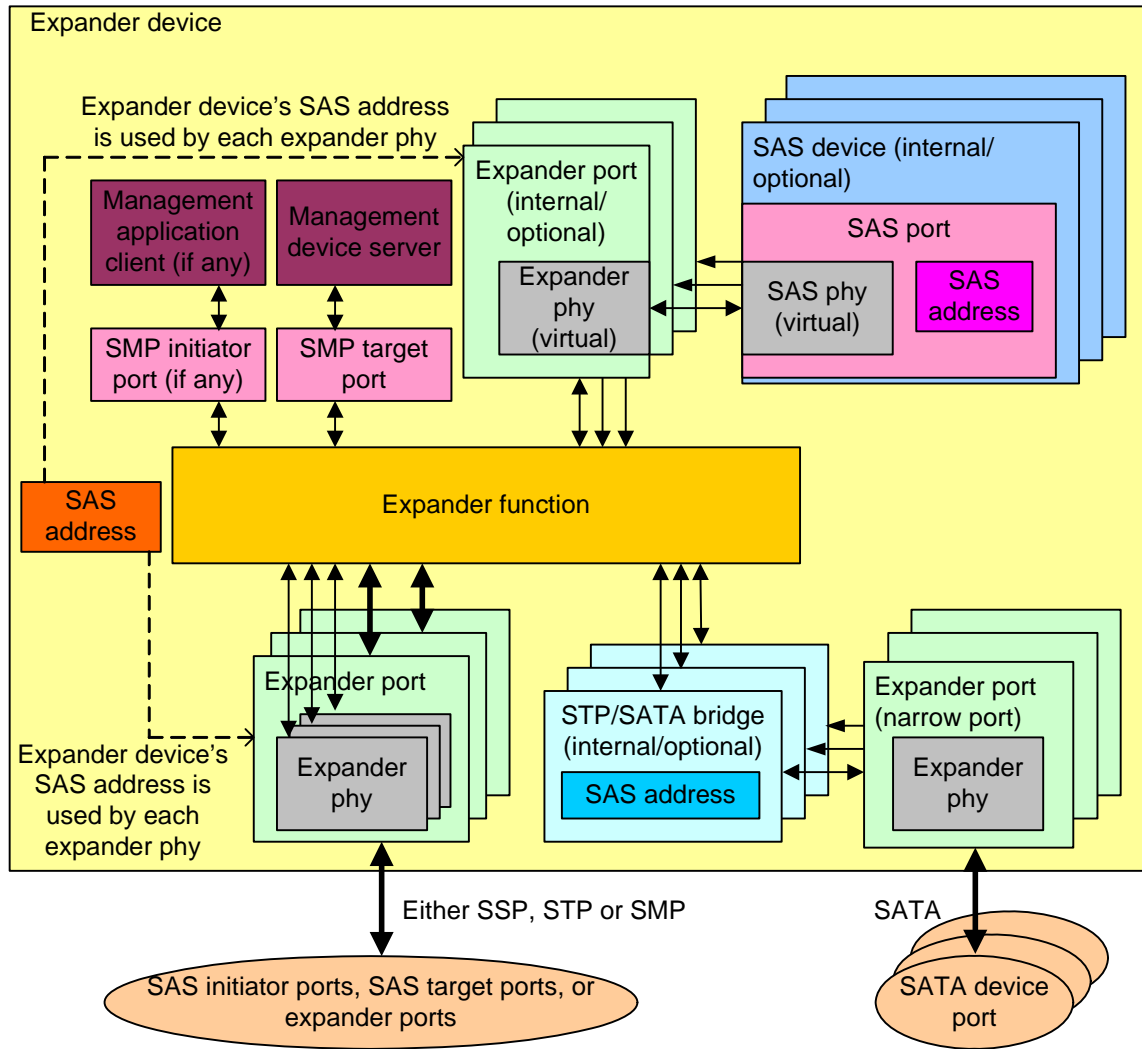 Expander device
Expander device's SAS address
is used by each expander phy
Management
application
client (if any)
Management
device server
SMP initiator
port (if any)
SMP target
port
Expander port
(internal/
optional)
Expander
phy
(virtual)
SAS device (internal/
optional)
SAS port
SAS phy
(virtual)
SAS
address
SAS
address
Expander function
Expander port
Expander
phy
Expander device's
SAS address is
used by each
expander phy
STP/SATA bridge
(internal/optional)
SAS address
Expander port
(narrow port)
Expander
phy
Either SSP, STP or SMP
SATA
SAS initiator ports, SAS target ports, or
expander ports
SATA device
port